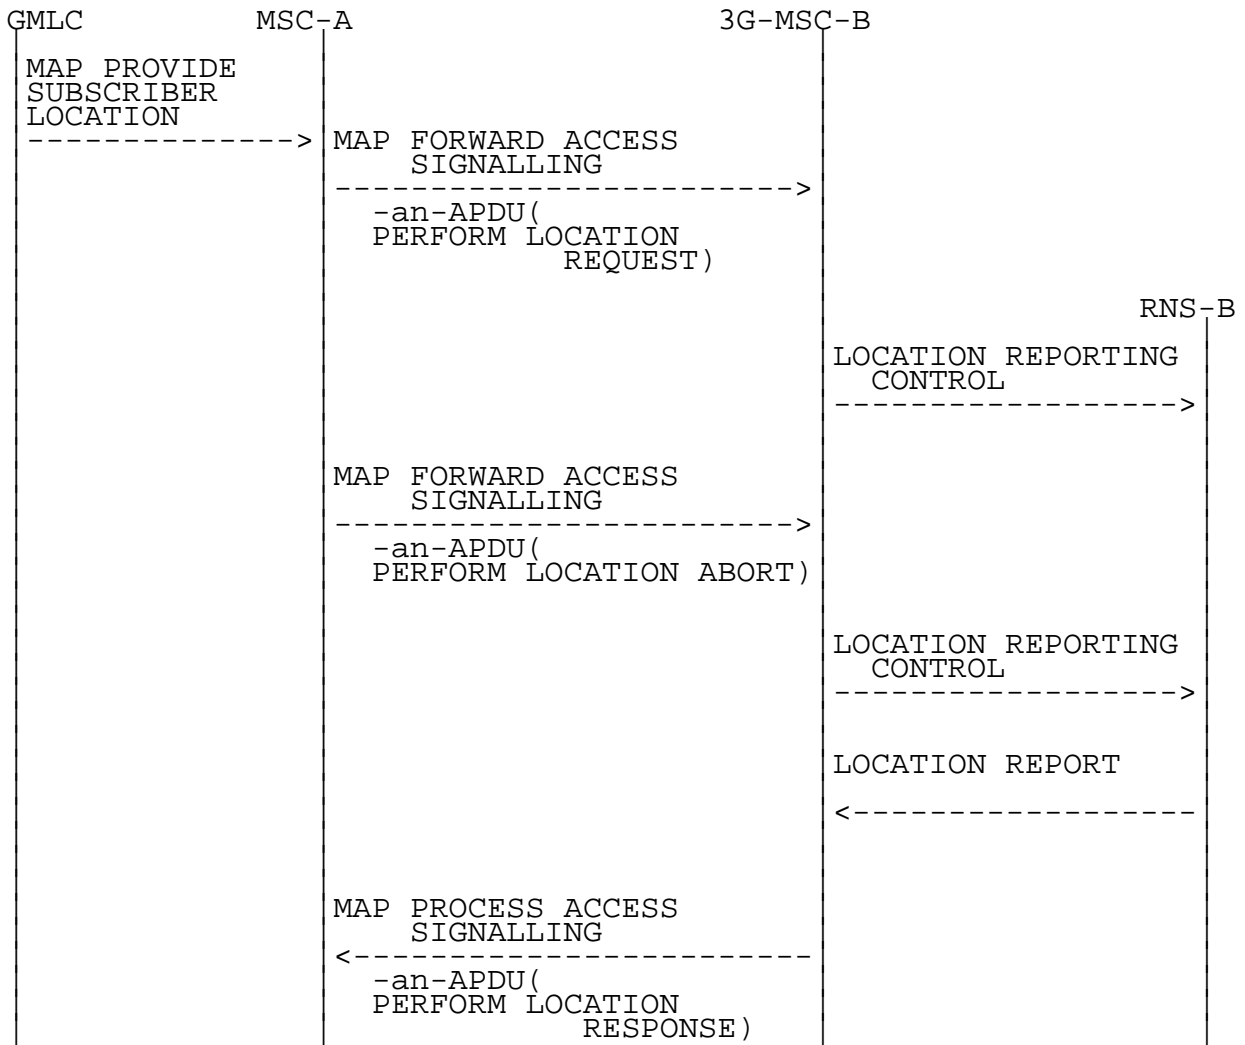 GMLC MSC-A 3G-MSC-B
MAP PROVIDE
SUBSCRIBER
LOCATION
--------------> MAP FORWARD ACCESS
SIGNALLING
------------------------>
-an-APDU(
PERFORM LOCATION
REQUEST)
RNS-B
LOCATION REPORTING
CONTROL
------------------>
MAP FORWARD ACCESS
SIGNALLING
------------------------>
-an-APDU(
PERFORM LOCATION ABORT)
LOCATION REPORTING
CONTROL
------------------>
LOCATION REPORT
<------------------
MAP PROCESS ACCESS
SIGNALLING
<------------------------
-an-APDU(
PERFORM LOCATION
RESPONSE)